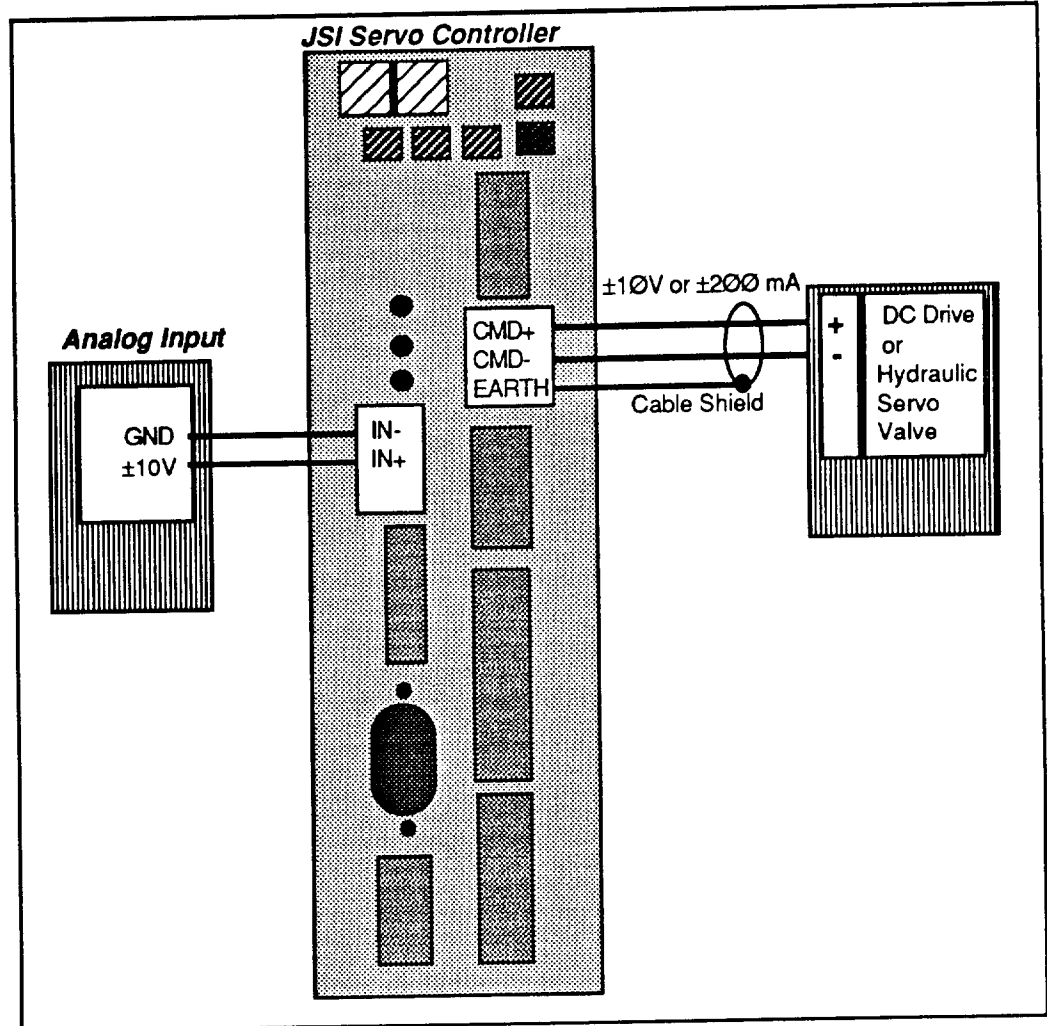 JSI Servo Controller
Analog Input
GND
±10V
IN-
IN+
CMD+
CMD-
EARTH
±1ØV or ±2ØØ mA
Cable Shield
+
-
DC Drive
or
Hydraulic
Servo
Valve